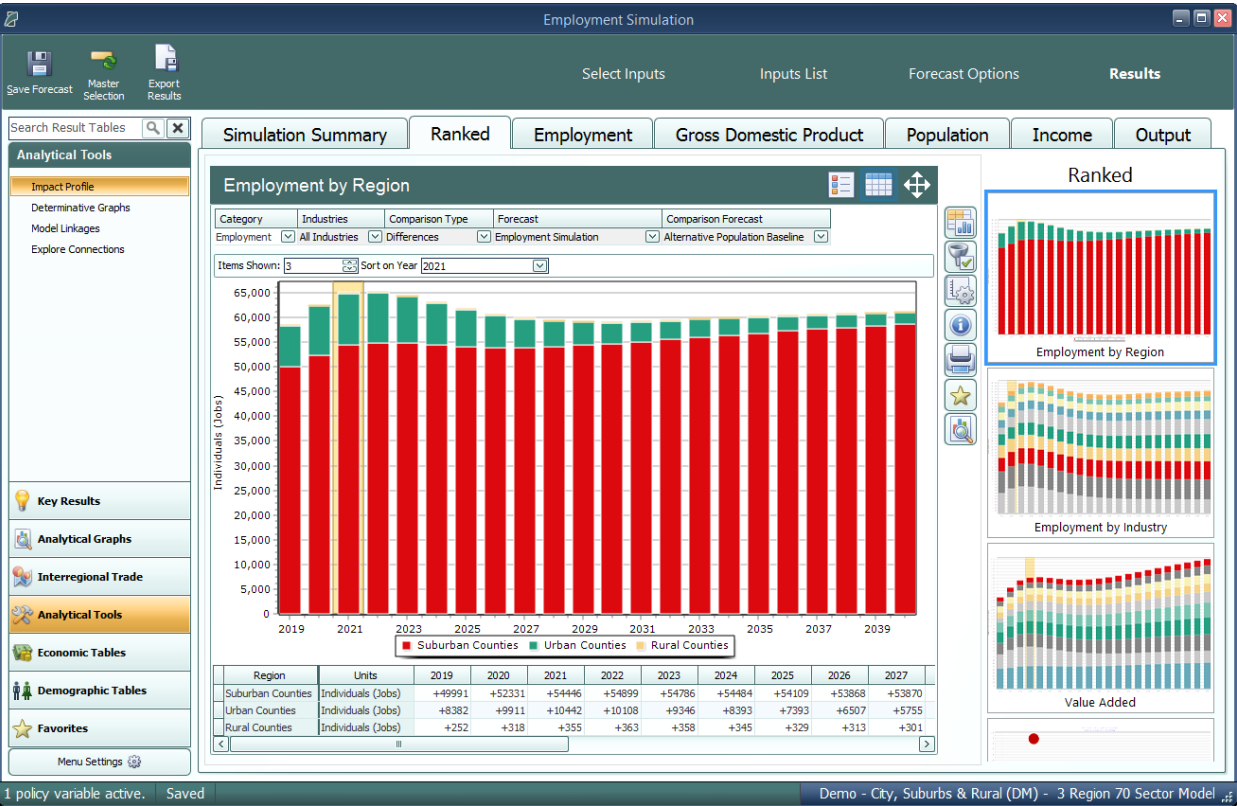 Employment Simulation
Save Forecast
Master Selection
Export Results
Select Inputs
Inputs List
Forecast Options
Results
Search Result Tables
Analytical Tools
Impact Profile
Determinative Graphs
Model Linkages
Explore Connections
Key Results
Analytical Graphs
Interregional Trade
Analytical Tools
Economic Tables
Demographic Tables
Favorites
Menu Settings
Simulation Summary
Ranked
Employment
Gross Domestic Product
Population
Income
Output
Employment by Region
Category Industries Comparison Type Forecast Comparison Forecast
Employment All Industries Differences Employment Simulation Alternative Population Baseline
Items Shown: 3 Sort on Year 2021
Individuals (Jobs)
65,000
60,000
55,000
50,000
45,000
40,000
35,000
30,000
25,000
20,000
15,000
10,000
5,000
0
2019 2021 2023 2025 2027 2029 2031 2033 2035 2037 2039
Suburban Counties Urban Counties Rural Counties
Region Units 2019 2020 2021 2022 2023 2024 2025 2026 2027
Suburban Counties Individuals (Jobs) +49991 +52331 +54446 +54899 +54786 +54484 +54109 +53868 +53870
Urban Counties Individuals (Jobs) +8382 +9911 +10442 +10108 +9346 +8393 +7393 +6507 +5755
Rural Counties Individuals (Jobs) +252 +318 +355 +363 +358 +345 +329 +313 +301
Ranked
Employment by Region
Employment by Industry
Value Added
1 policy variable active. Saved
Demo - City, Suburbs & Rural (DM) - 3 Region 70 Sector Model